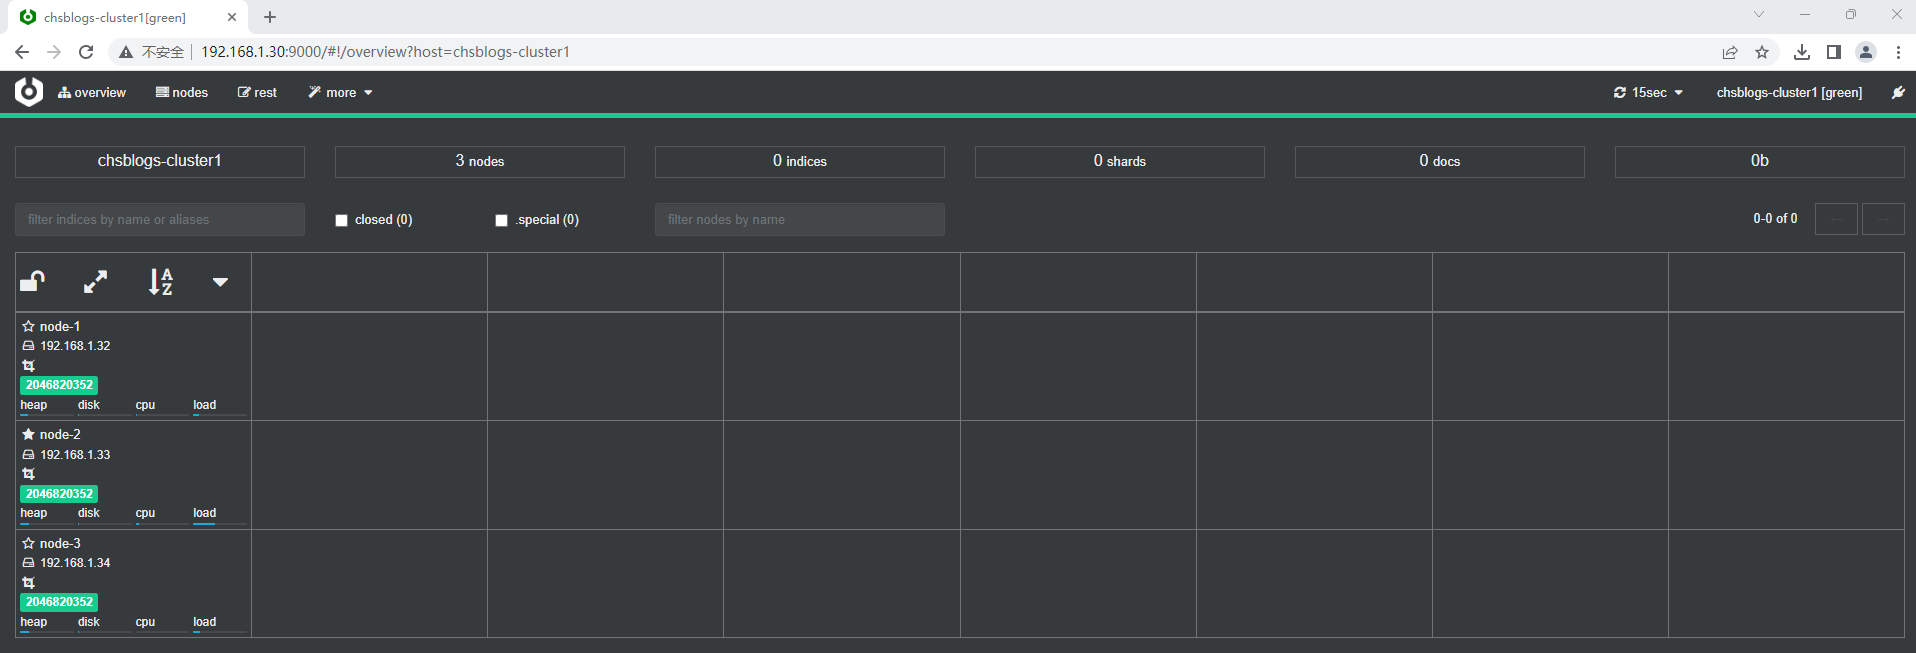 chsblogs-cluster1[green]
不安全 192.168.1.30:9000/#!/overview?host=chsblogs-cluster1
overview nodes rest more 15sec chsblogs-cluster1 [green]
chsblogs-cluster1 3 nodes 0 indices 0 shards 0 docs 0b
filter indices by name or aliases closed (0) .special (0) filter nodes by name 0-0 of 0
A
Z
node-1
192.168.1.32
2046820352
heap disk cpu load
node-2
192.168.1.33
2046820352
heap disk cpu load
node-3
192.168.1.34
2046820352
heap disk cpu load